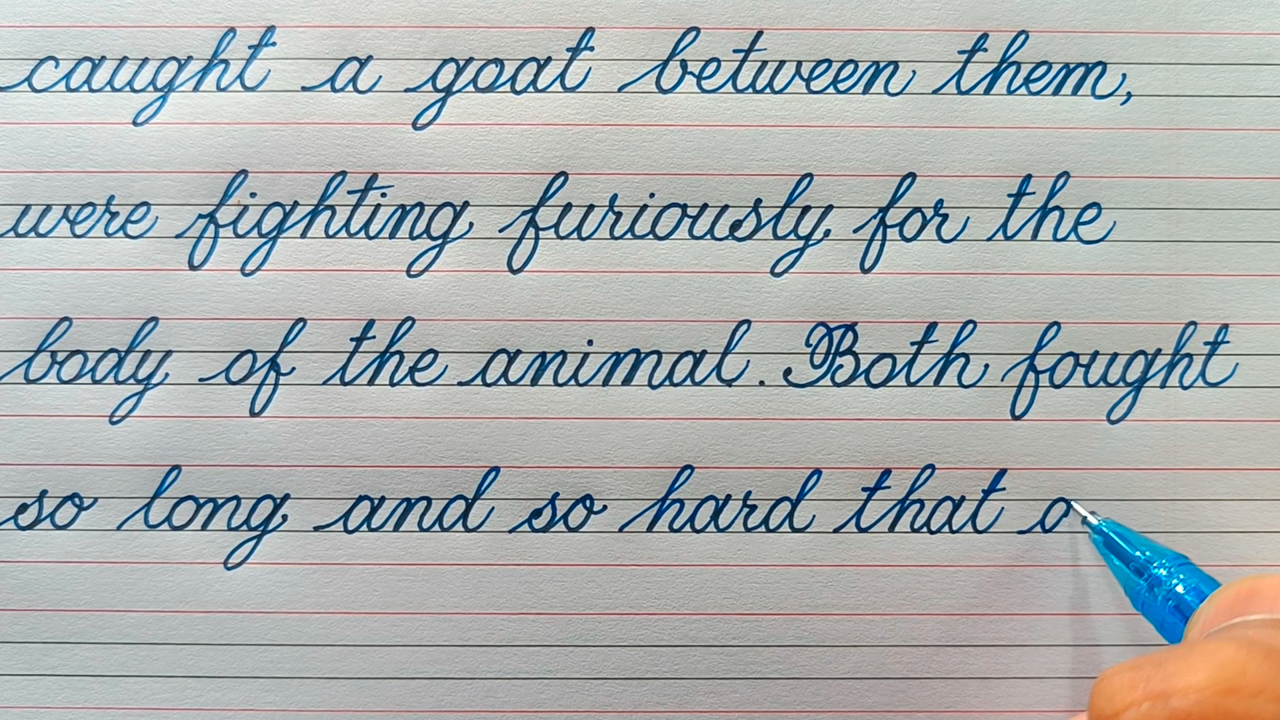 caught a goat between them,
were fighting furiously for the
body of the animal. Both fought
so long and so hard that